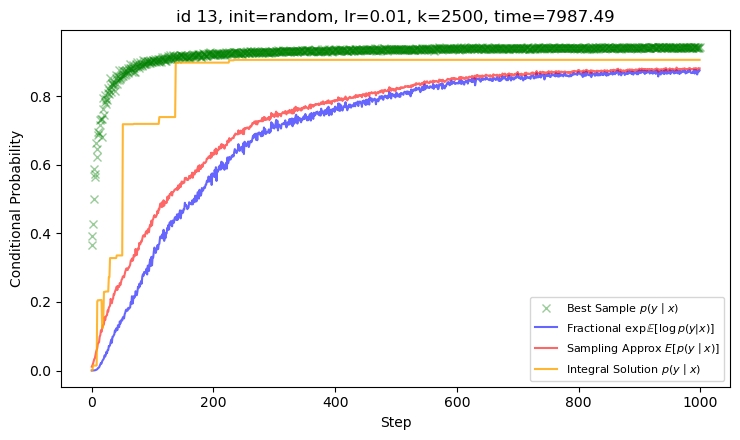 id 13, init=random, lr=0.01, k=2500, time=7987.49
Conditional Probability
0.8
0.6
0.4
0.2
0.0
0 200 400 600 800 1000
Step
Best Sample p(y | x)
Fractional exp𝔼[log p(y|x)]
Sampling Approx E[p(y | x)]
Integral Solution p(y | x)